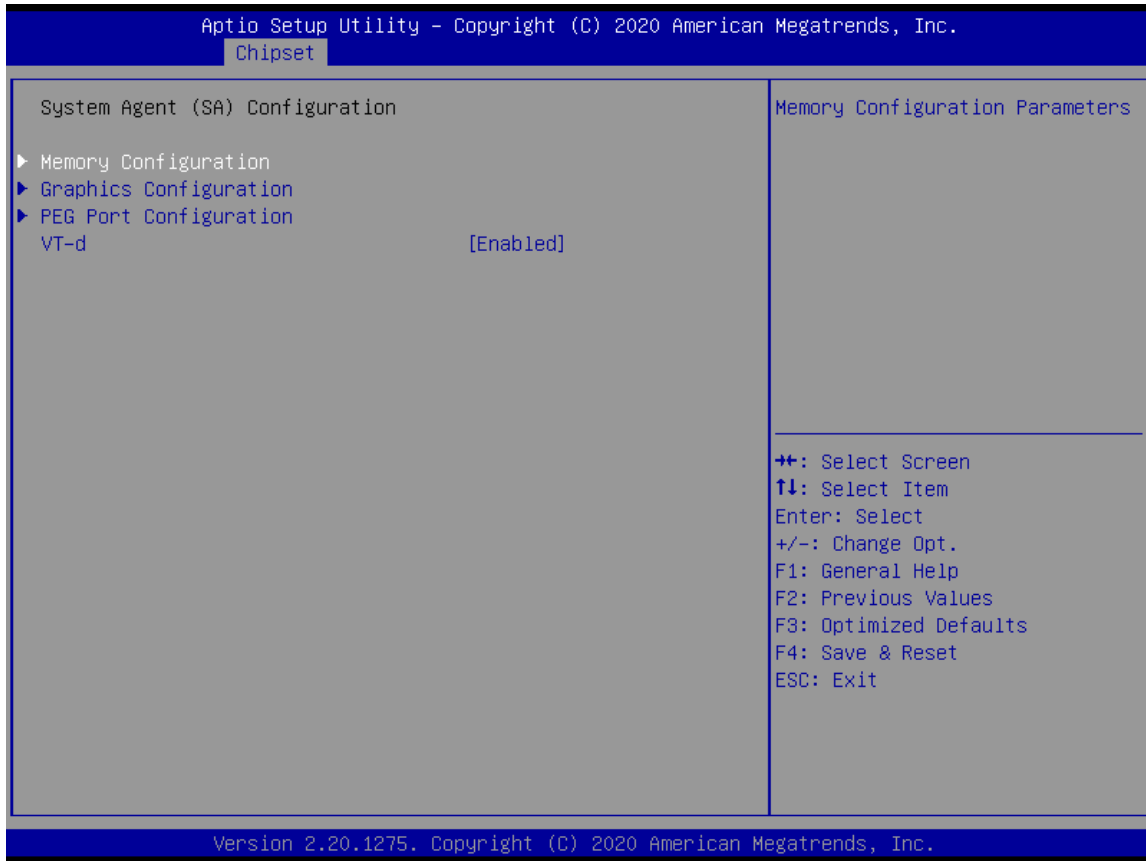 Aptio Setup Utility – Copyright (C) 2020 American Megatrends, Inc.
Chipset
System Agent (SA) Configuration
▶ Memory Configuration
▶ Graphics Configuration
▶ PEG Port Configuration
VT-d [Enabled]
Memory Configuration Parameters
→←: Select Screen
↑↓: Select Item
Enter: Select
+/-: Change Opt.
F1: General Help
F2: Previous Values
F3: Optimized Defaults
F4: Save & Reset
ESC: Exit
Version 2.20.1275. Copyright (C) 2020 American Megatrends, Inc.